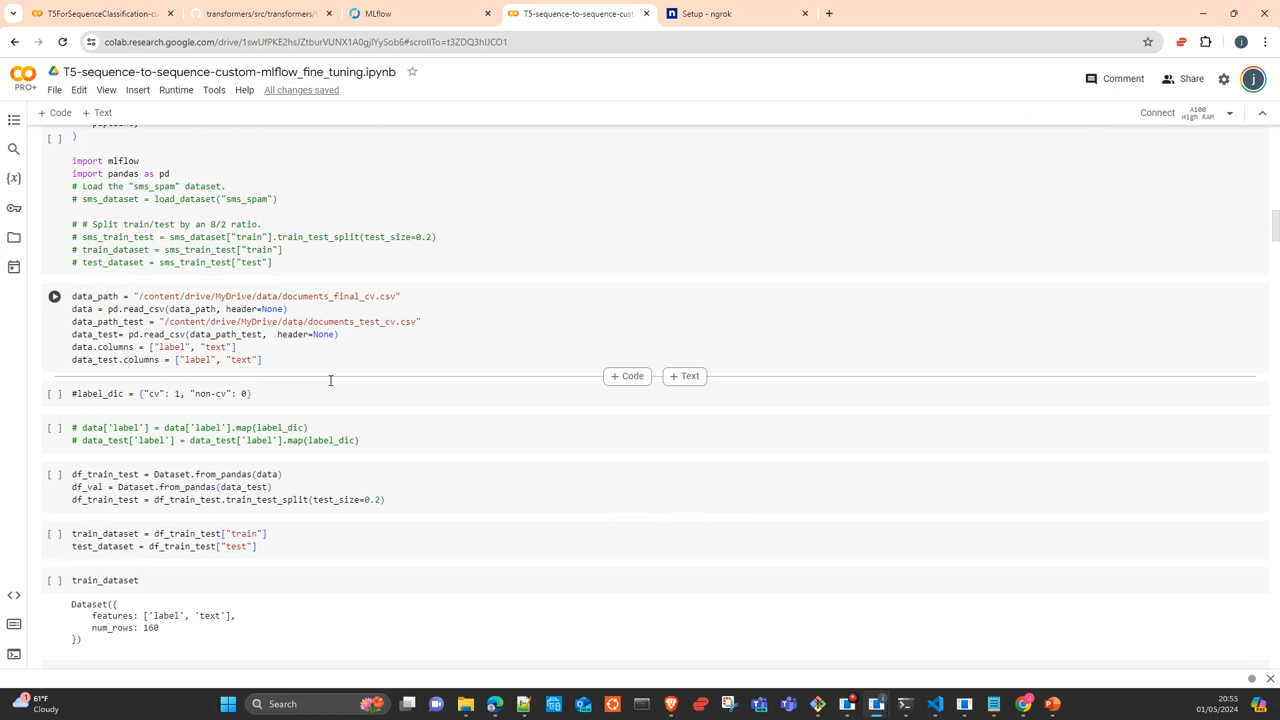 T5ForSequenceClassification-cu
transformers/src/transformers/t
MLflow
T5-sequence-to-sequence-cust
Setup - ngrok
colab.research.google.com/drive/1swUfPKE2hsJZtburVUNX1A0gjIYySob6#scrollTo=t3ZDQ3hIJCO1
T5-sequence-to-sequence-custom-mlflow_fine_tuning.ipynb
PRO+
Comment
Share
j
File Edit View Insert Runtime Tools Help All changes saved
+ Code + Text
Connect
A100
High RAM
[ ] )
import mlflow
import pandas as pd
# Load the "sms_spam" dataset.
# sms_dataset = load_dataset("sms_spam")
# # Split train/test by an 8/2 ratio.
# sms_train_test = sms_dataset["train"].train_test_split(test_size=0.2)
# train_dataset = sms_train_test["train"]
# test_dataset = sms_train_test["test"]
data_path = "/content/drive/MyDrive/data/documents_final_cv.csv"
data = pd.read_csv(data_path, header=None)
data_path_test = "/content/drive/MyDrive/data/documents_test_cv.csv"
data_test= pd.read_csv(data_path_test,  header=None)
data.columns = ["label", "text"]
data_test.columns = ["label", "text"]
+ Code + Text
[ ] #label_dic = {"cv": 1, "non-cv": 0}
[ ] # data['label'] = data['label'].map(label_dic)
# data_test['label'] = data_test['label'].map(label_dic)
[ ] df_train_test = Dataset.from_pandas(data)
df_val = Dataset.from_pandas(data_test)
df_train_test = df_train_test.train_test_split(test_size=0.2)
[ ] train_dataset = df_train_test["train"]
test_dataset = df_train_test["test"]
[ ] train_dataset
Dataset({
features: ['label', 'text'],
num_rows: 160
})
61°F
Cloudy
Search
20:55
01/05/2024